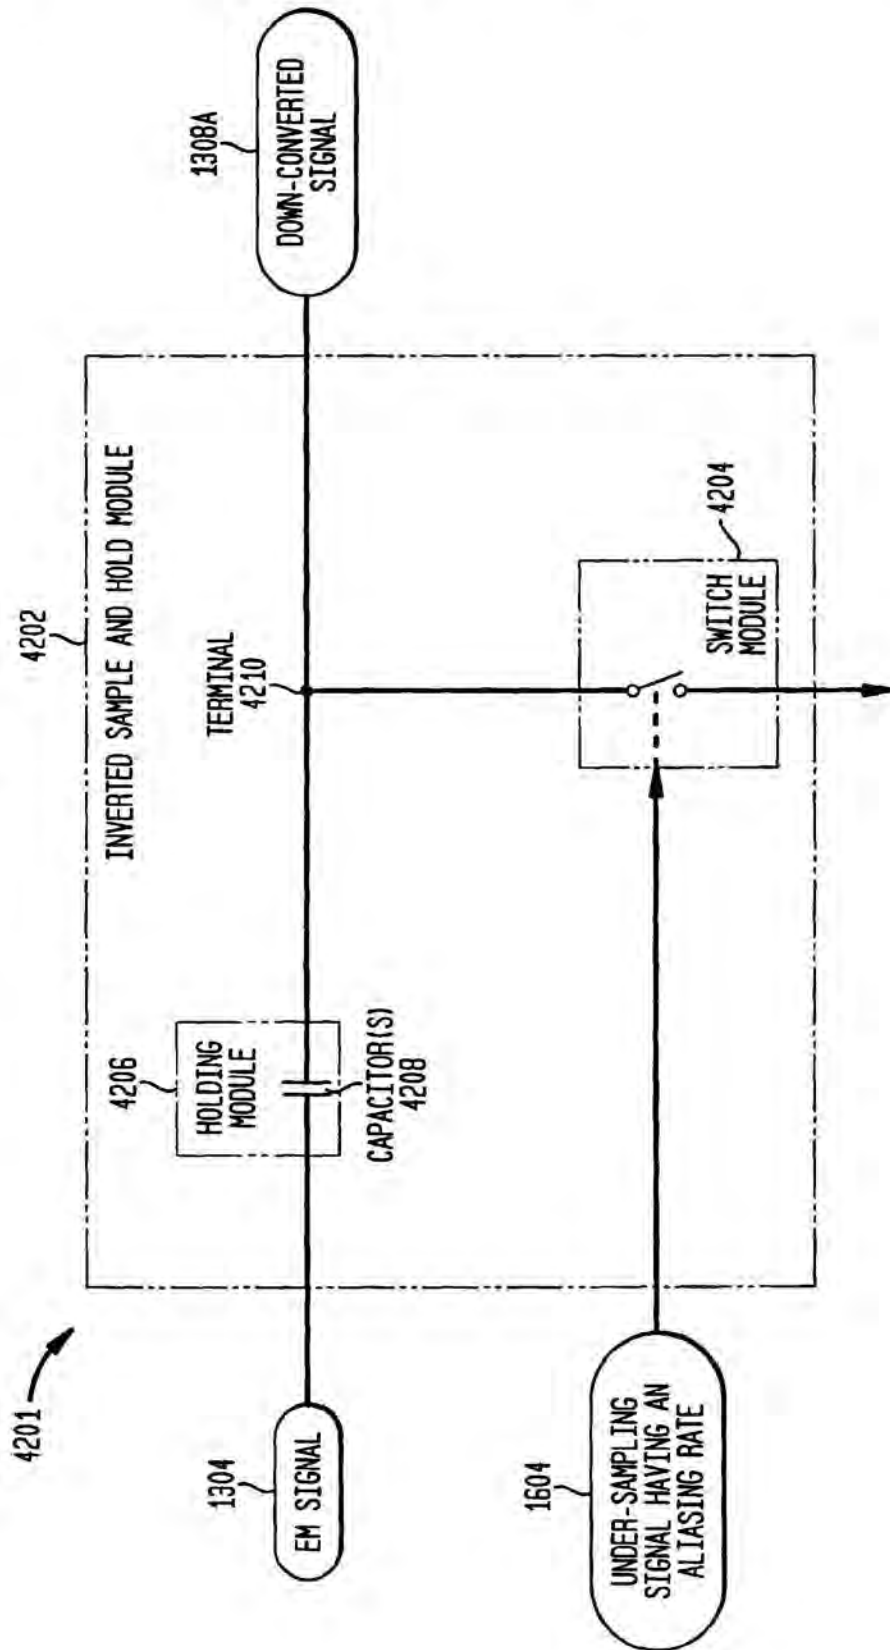 4201
4202
INVERTED SAMPLE AND HOLD MODULE
1304
EM SIGNAL
4206
HOLDING
MODULE
CAPACITOR(S)
4208
TERMINAL
4210
1308A
DOWN-CONVERTED
SIGNAL
1604
UNDER-SAMPLING
SIGNAL HAVING AN
ALIASING RATE
SWITCH
MODULE
4204